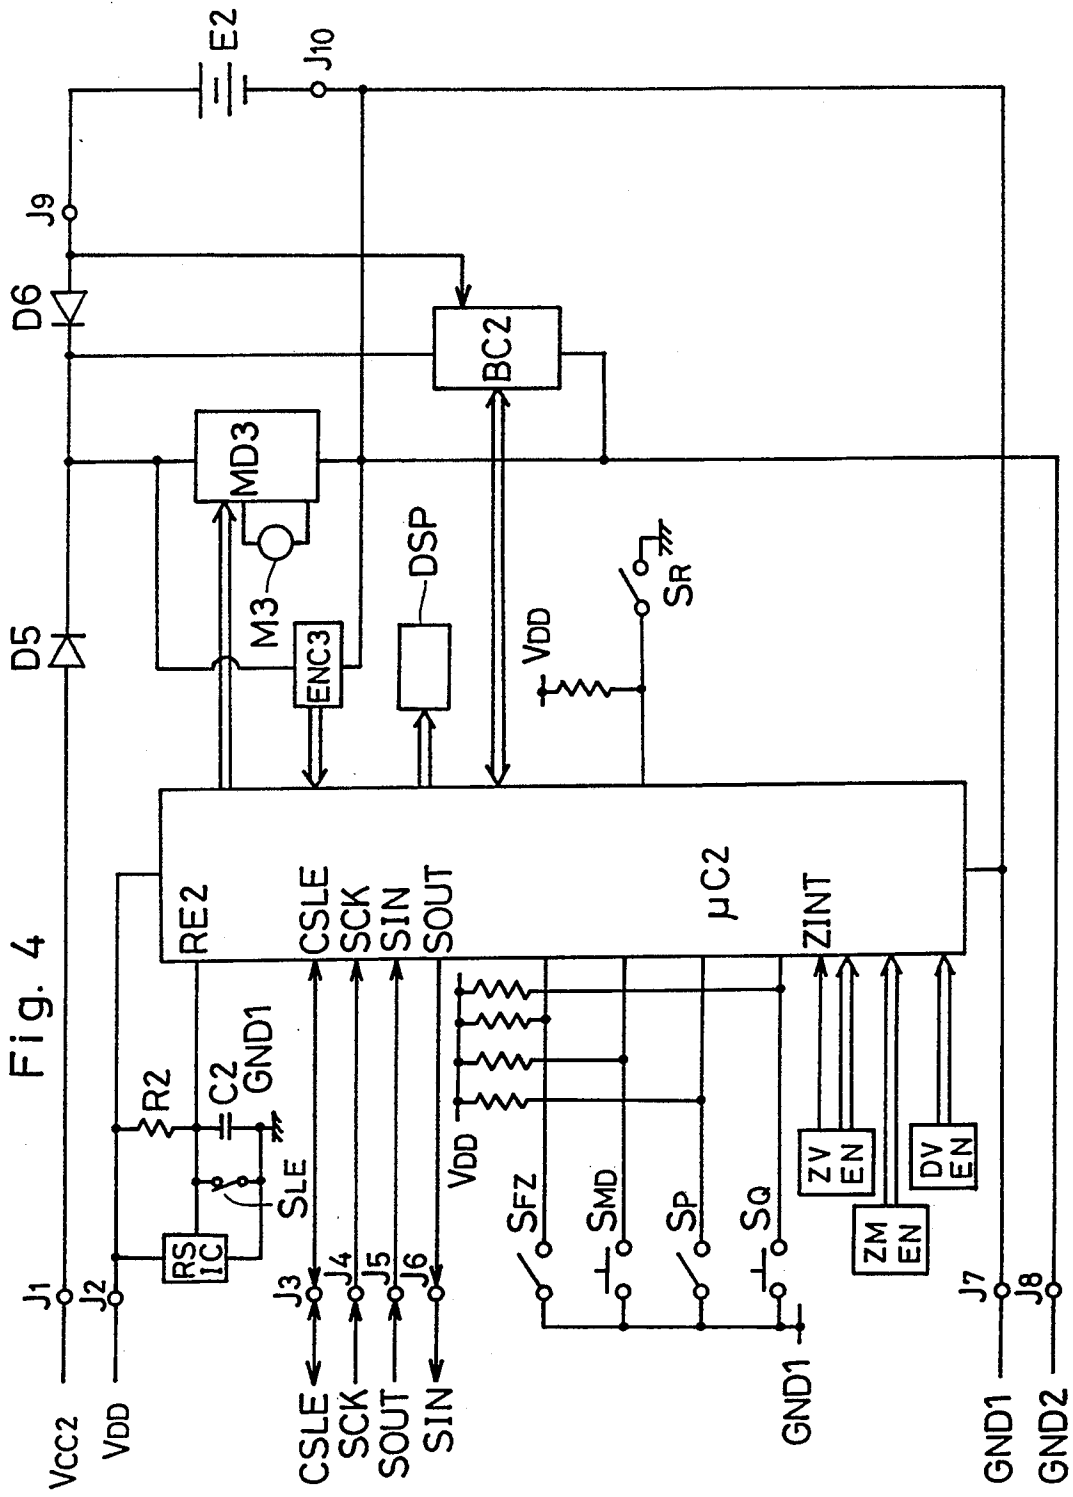 Fig. 4
VCC2
J1
D5
D6
J9
E2
J10
VDD
J2
R2
RE2
RS
IC
C2
GND1
SLE
MD3
M3
ENC3
DSP
BC2
CSLE
J3
CSLE
SCK
J4
SCK
SOUT
J5
SIN
SIN
J6
SOUT
VDD
VDD
SR
SFZ
SMD
SP
SQ
GND1
μC2
ZINT
ZV
EN
ZM
EN
DV
EN
GND1
J7
GND2
J8